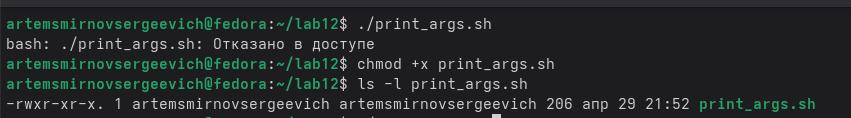 artemsmirnovsergeevich@fedora:~/lab12$ ./print_args.sh
bash: ./print_args.sh: Отказано в доступе
artemsmirnovsergeevich@fedora:~/lab12$ chmod +x print_args.sh
artemsmirnovsergeevich@fedora:~/lab12$ ls -l print_args.sh
-rwxr-xr-x. 1 artemsmirnovsergeevich artemsmirnovsergeevich 206 апр 29 21:52 print_args.sh